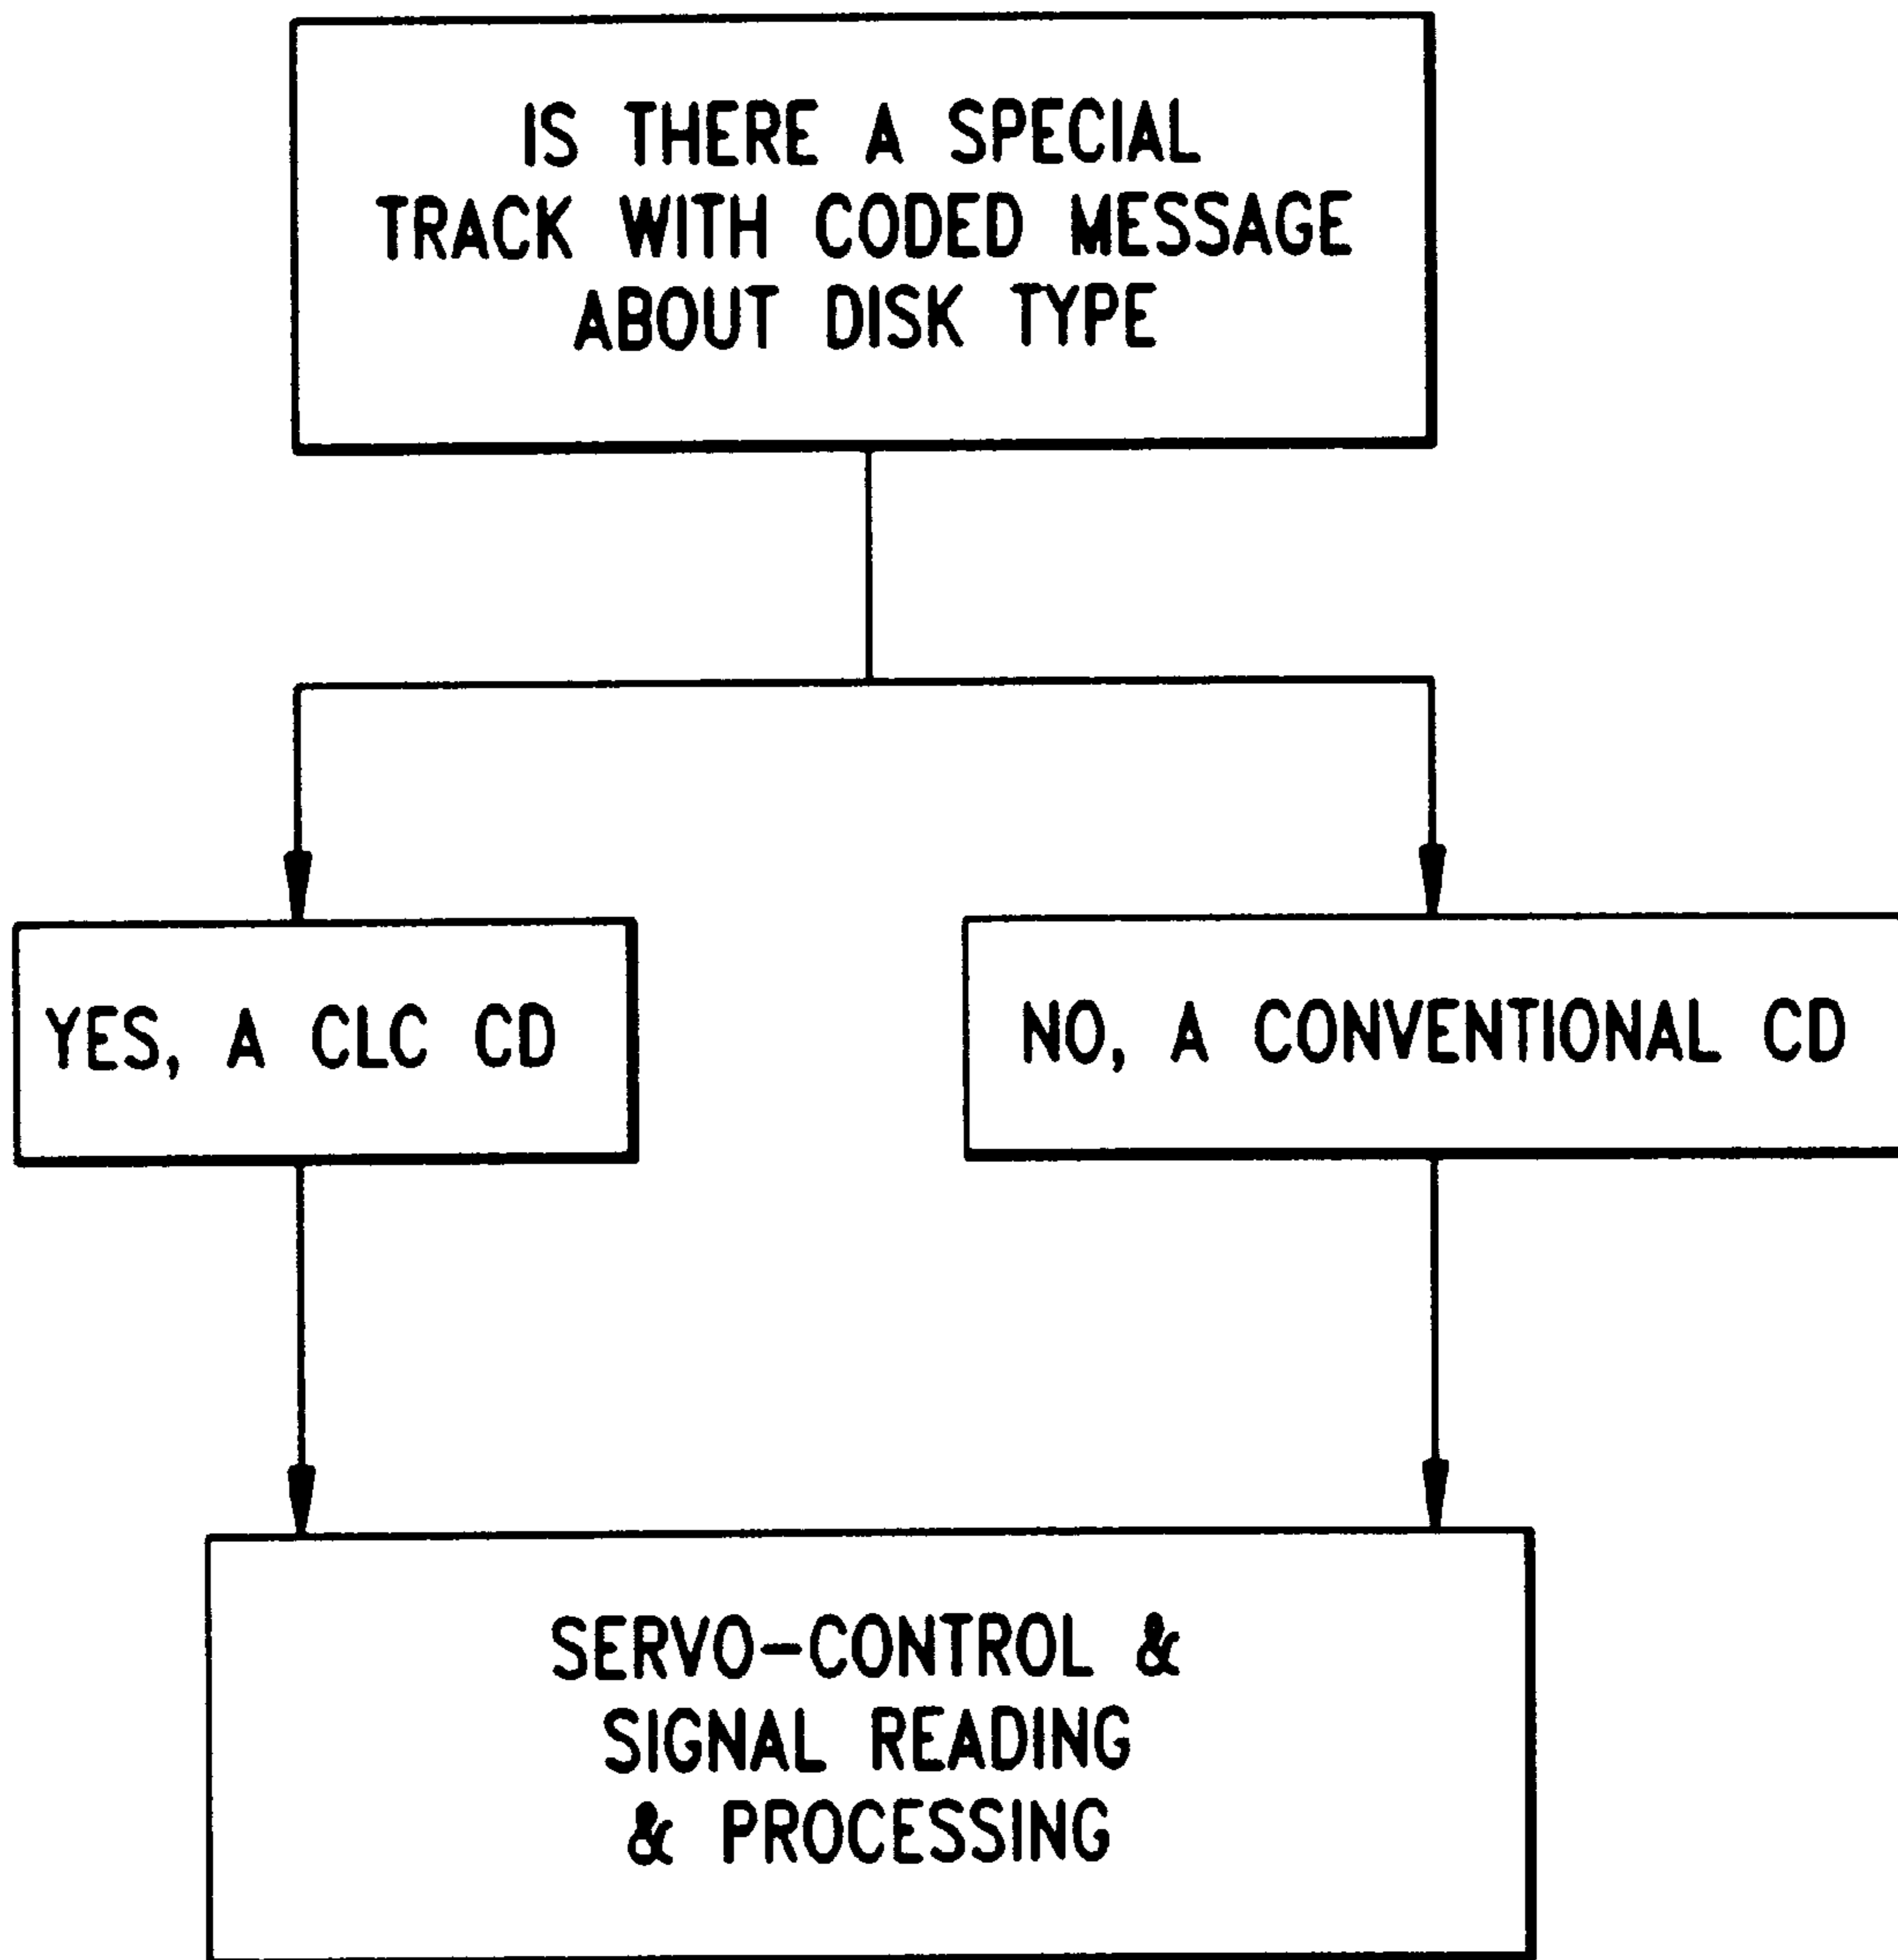 IS THERE A SPECIAL
TRACK WITH CODED MESSAGE
ABOUT DISK TYPE
YES, A CLC CD
NO, A CONVENTIONAL CD
SERVO-CONTROL &
SIGNAL READING
& PROCESSING